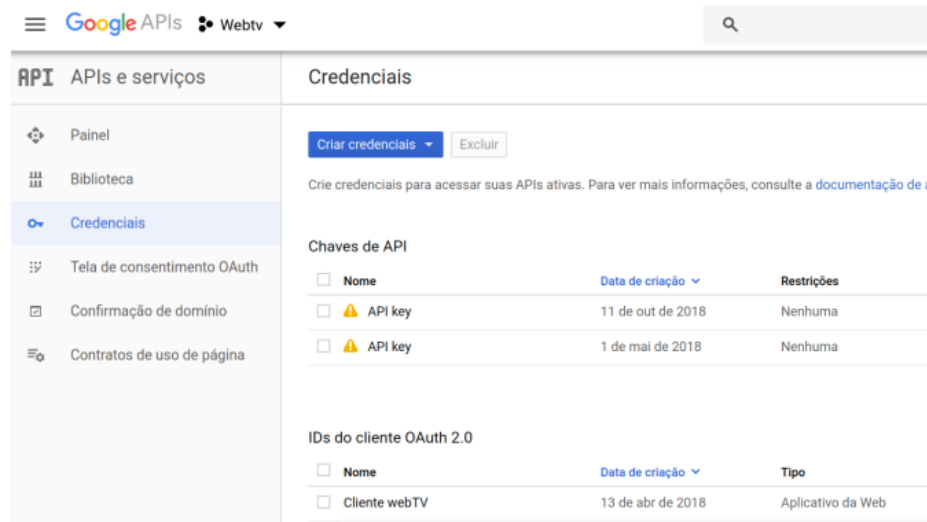 Google APIs Webtv
API APIs e serviços
Painel
Biblioteca
Credenciais
Tela de consentimento OAuth
Confirmação de domínio
Contratos de uso de página
Credenciais
Criar credenciais Excluir
Crie credenciais para acessar suas APIs ativas. Para ver mais informações, consulte a documentação de
Chaves de API
Nome Data de criação Restrições
API key 11 de out de 2018 Nenhuma
API key 1 de mai de 2018 Nenhuma
IDs do cliente OAuth 2.0
Nome Data de criação Tipo
Cliente webTV 13 de abr de 2018 Aplicativo da Web